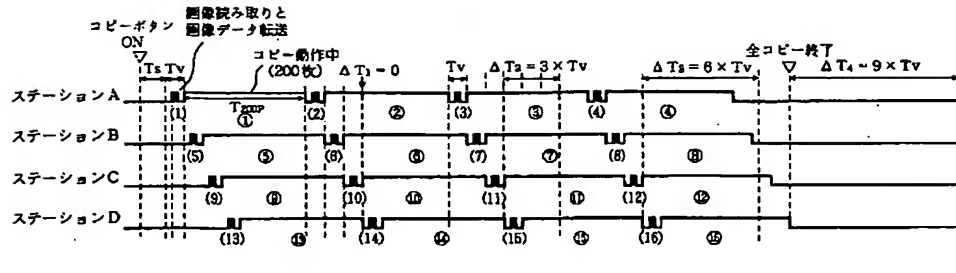 コピーボタン
ON
画像読み取りと
画像データ転送
コピー動作中
(200枚)
全コピー終了
Ts Tv
ΔT1=0
Tv
ΔT2=3×Tv
ΔT3=6×Tv
ΔT4=9×Tv
ステーションA
(1)
T200P
①
(2)
②
(3)
③
(4)
④
ステーションB
(5)
⑤
(6)
⑥
(7)
⑦
(8)
⑧
ステーションC
(9)
⑨
(10)
⑩
(11)
⑪
(12)
⑫
ステーションD
(13)
⑬
(14)
⑭
(15)
⑮
(16)
⑯